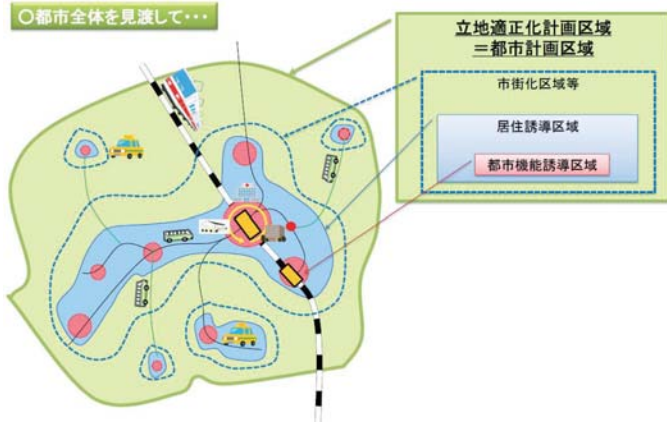 〇都市全体を見渡して・・・
立地適正化計画区域
＝都市計画区域
市街化区域等
居住誘導区域
都市機能誘導区域